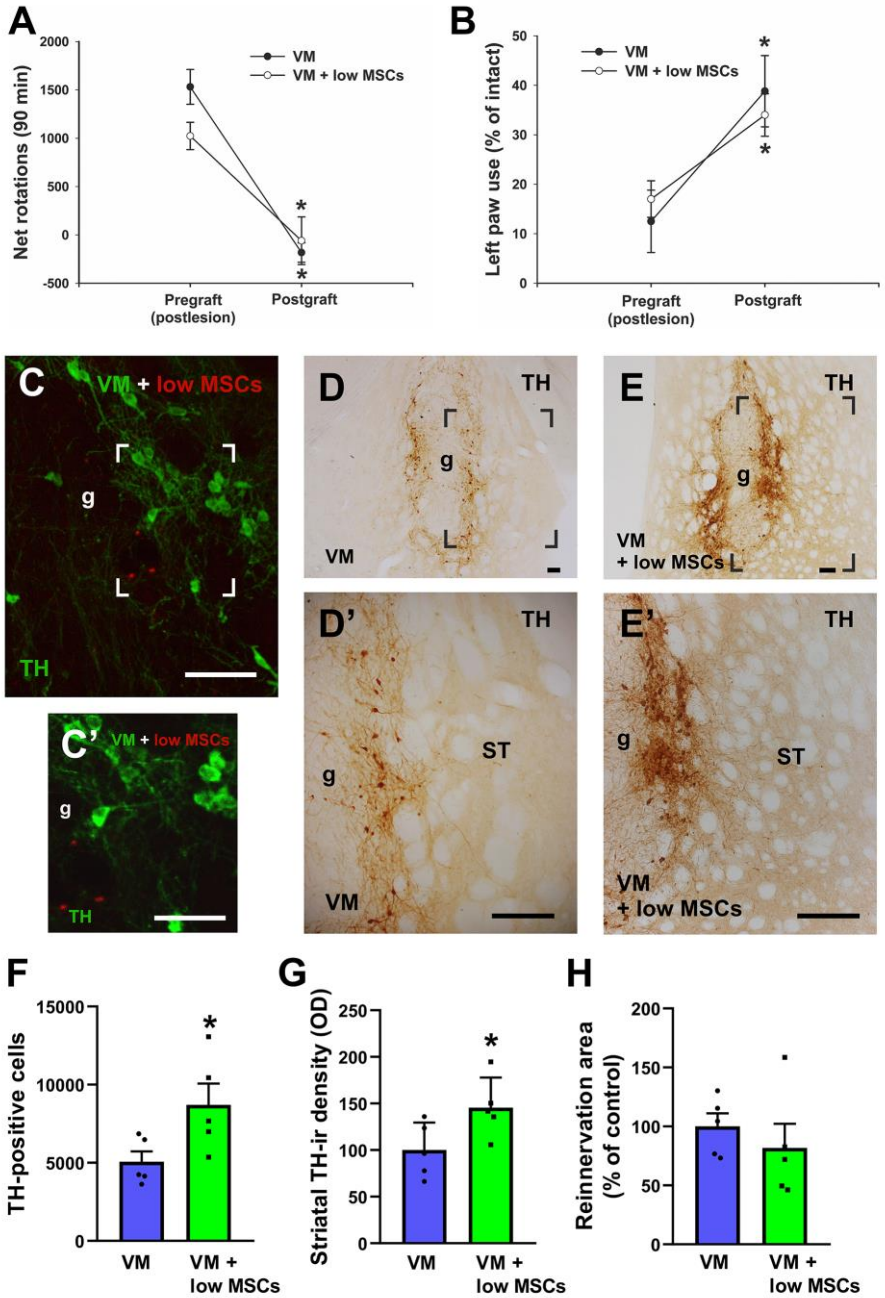 A
2000
1500
1000
500
0
-500
Net rotations (90 min)
VM
VM + low MSCs
*
*
Pregraft
(postlesion)
Postgraft
B
50
40
30
20
10
0
Left paw use (% of intact)
VM
VM + low MSCs
*
*
Pregraft
(postlesion)
Postgraft
C
VM + low MSCs
g
TH
C'
VM + low MSCs
g
TH
D
TH
g
VM
D'
TH
g
ST
VM
E
TH
g
VM
+ low MSCs
E'
TH
g
ST
VM
+ low MSCs
F
15000
10000
5000
0
TH-positive cells
*
VM
VM +
low MSCs
G
250
200
150
100
50
0
Striatal TH-ir density (OD)
*
VM
VM +
low MSCs
H
200
150
100
50
0
Reinnervation area
(% of control)
VM
VM +
low MSCs